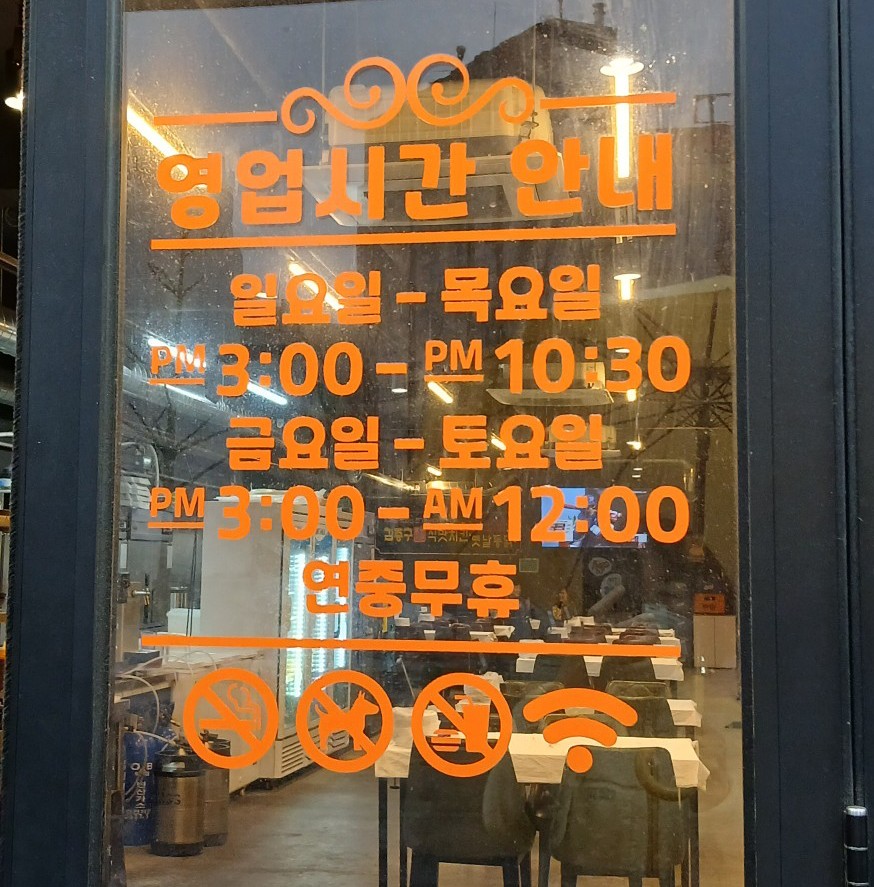 영업시간 안내
일요일 - 목요일
PM 3:00 - PM 10:30
금요일 - 토요일
PM 3:00 - AM 12:00
연중무휴